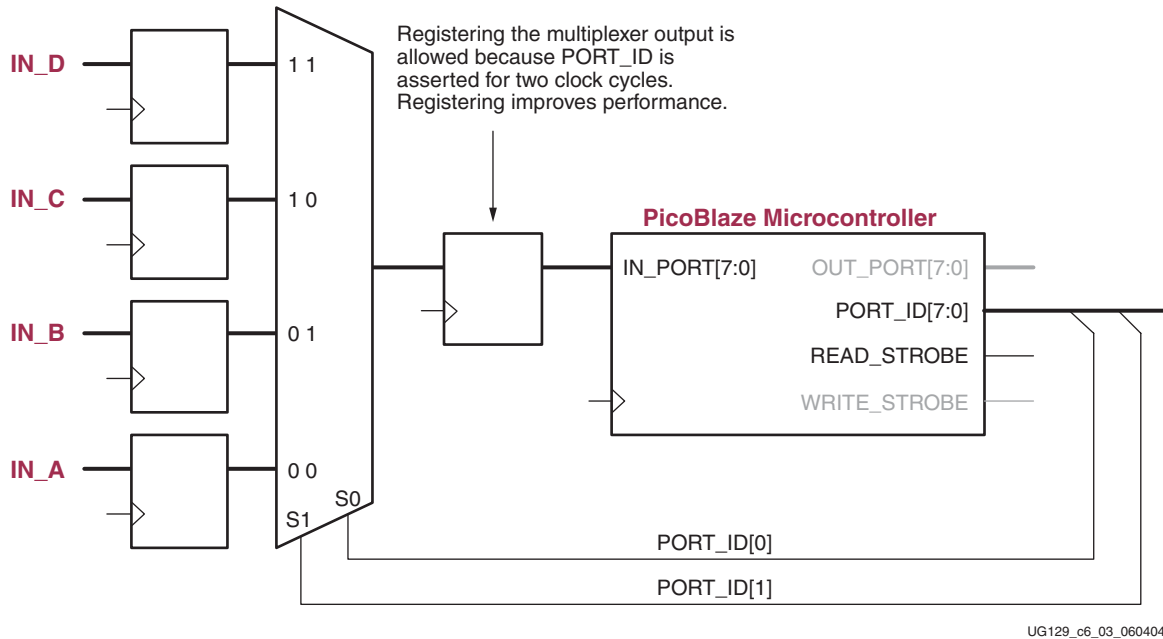 Registering the multiplexer output is
allowed because PORT_ID is
asserted for two clock cycles.
Registering improves performance.
IN_D
1 1
IN_C
1 0
PicoBlaze Microcontroller
IN_PORT[7:0]
OUT_PORT[7:0]
PORT_ID[7:0]
IN_B
0 1
READ_STROBE
WRITE_STROBE
IN_A
0 0
S0
S1
PORT_ID[0]
PORT_ID[1]
UG129_c6_03_060404